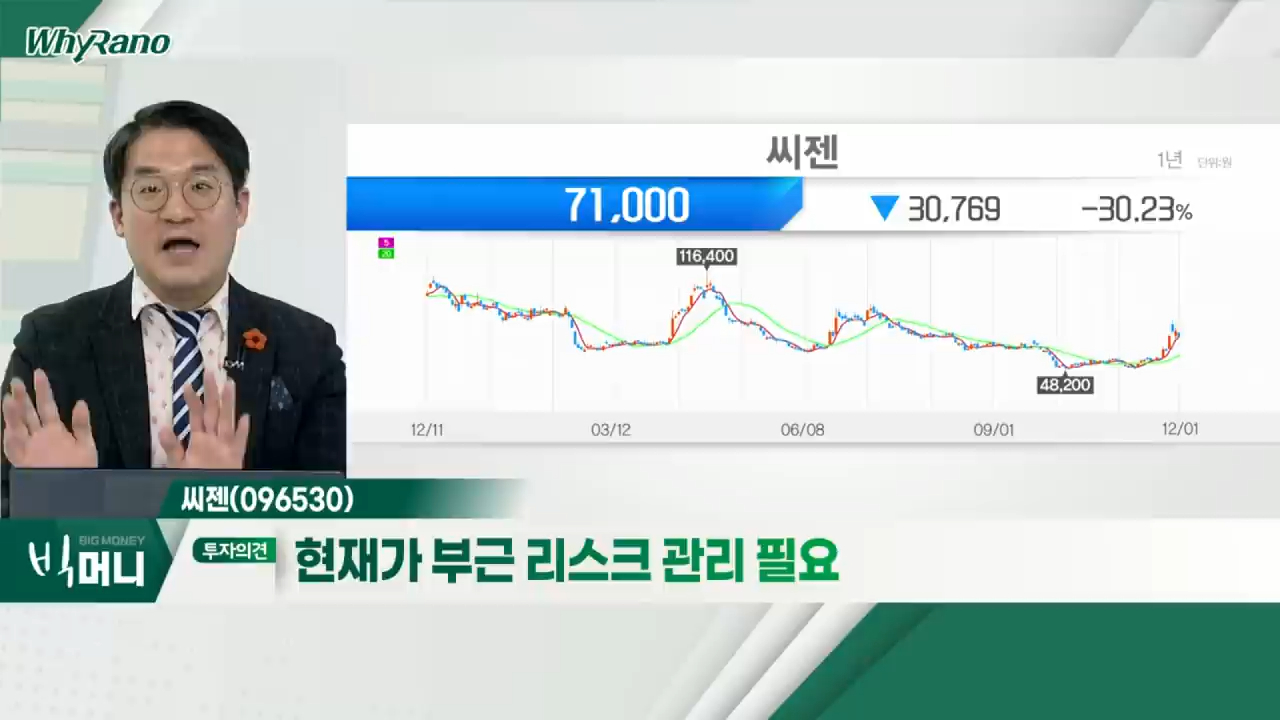 WhyRano
씨젠
1년 단위:원
71,000 ▼ 30,769 -30.23%
5
20
116,400
48,200
12/11 03/12 06/08 09/01 12/01
씨젠(096530)
BIG MONEY
빅머니
투자의견
현재가 부근 리스크 관리 필요